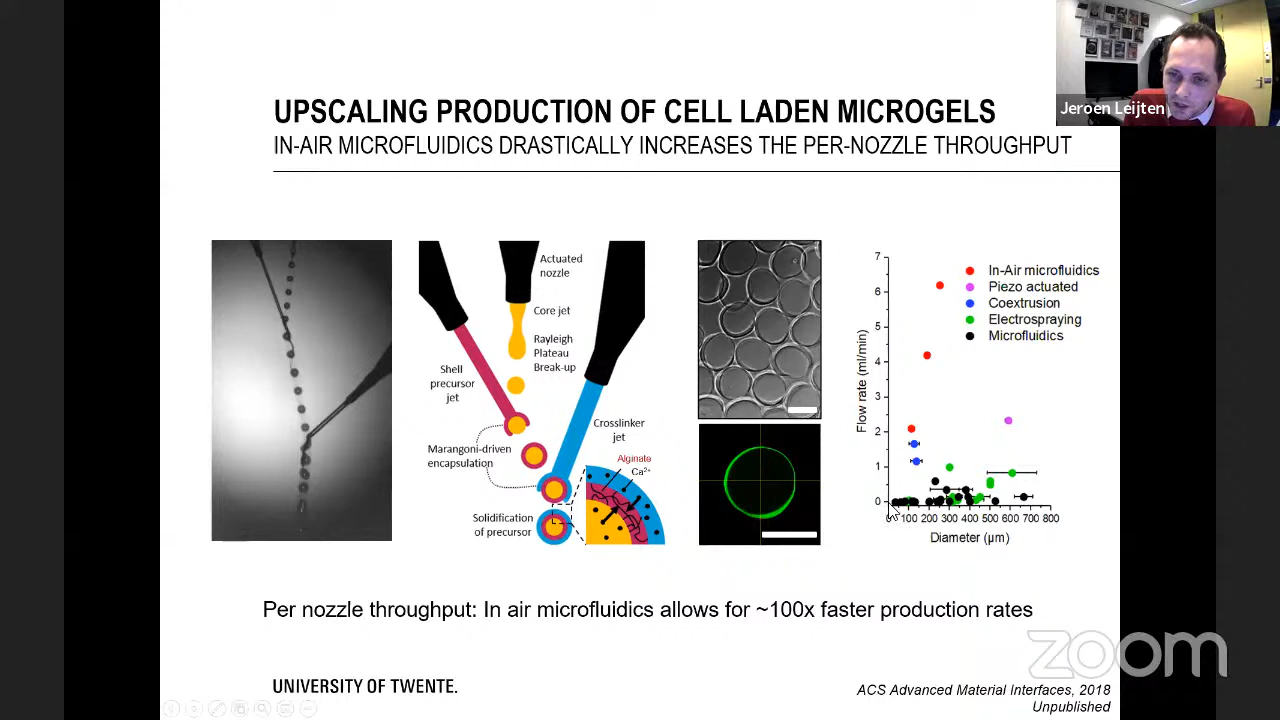 Jeroen Leijten
UPSCALING PRODUCTION OF CELL LADEN MICROGELS
IN-AIR MICROFLUIDICS DRASTICALLY INCREASES THE PER-NOZZLE THROUGHPUT
Actuated
nozzle
Core jet
Rayleigh
Plateau
Break-up
Shell
precursor
jet
Crosslinker
jet
Marangoni-driven
encapsulation
Alginate
Ca²⁺
Solidification
of precursor
Flow rate (ml/min)
7
6
5
4
3
2
1
0
In-Air microfluidics
Piezo actuated
Coextrusion
Electrospraying
Microfluidics
0 100 200 300 400 500 600 700 800
Diameter (µm)
Per nozzle throughput: In air microfluidics allows for ~100x faster production rates
zoom
UNIVERSITY OF TWENTE.
ACS Advanced Material Interfaces, 2018
Unpublished